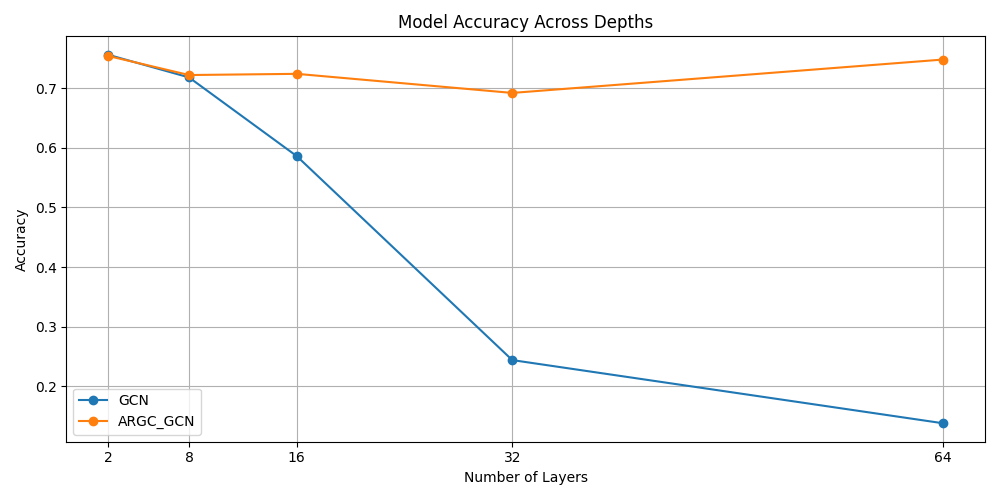 Model Accuracy Across Depths
Accuracy
0.7
0.6
0.5
0.4
0.3
0.2
GCN
ARGC_GCN
2 8 16 32 64
Number of Layers